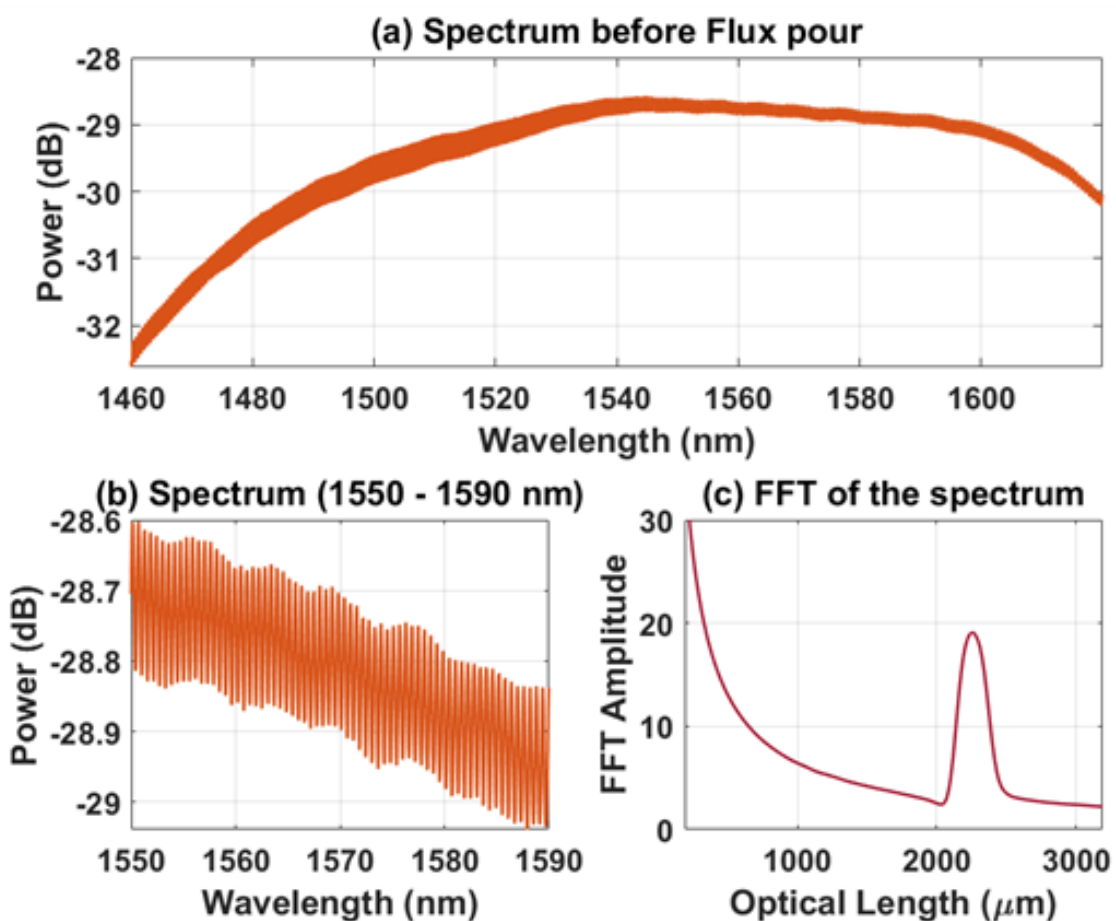 (a) Spectrum before Flux pour
-28
-29
-30
-31
-32
Power (dB)
1460 1480 1500 1520 1540 1560 1580 1600
Wavelength (nm)
(b) Spectrum (1550 - 1590 nm)
-28.6
-28.7
-28.8
-28.9
-29
Power (dB)
1550 1560 1570 1580 1590
Wavelength (nm)
(c) FFT of the spectrum
30
20
10
0
FFT Amplitude
1000 2000 3000
Optical Length (μm)